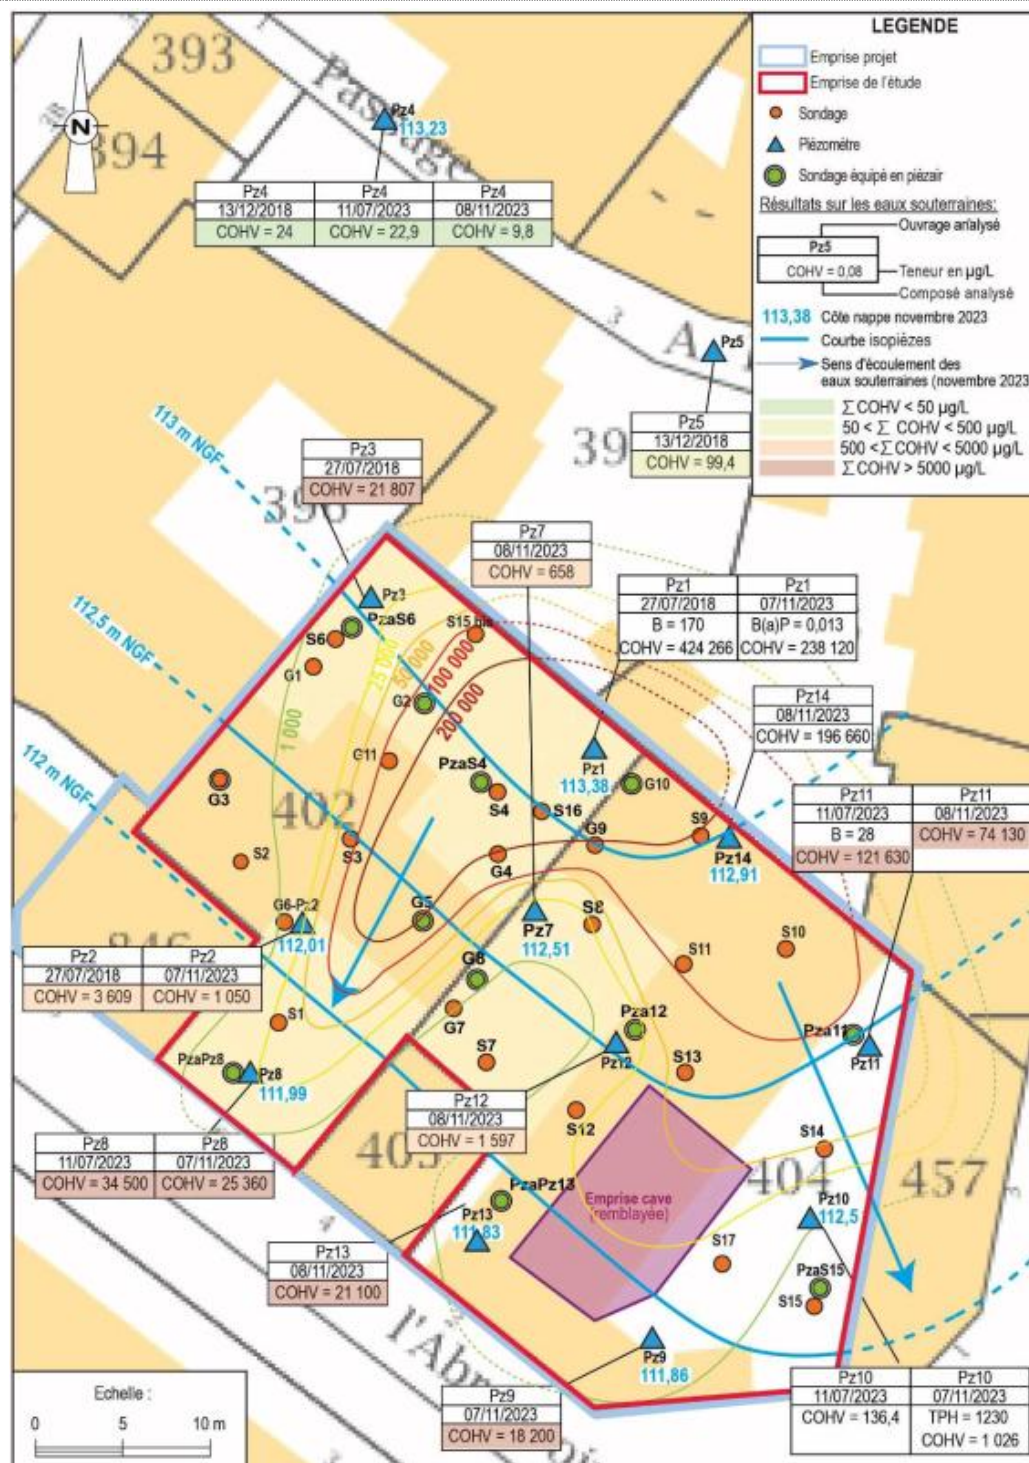 LEGENDE
Emprise projet
Emprise de l'étude
Sondage
Piézomètre
Sondage équipé en piézair
Résultats sur les eaux souterraines:
Ouvrage analysé
Pz5
COHV = 0,08
Teneur en µg/L
Composé analysé
113,38 Côte nappe novembre 2023
Courbe isopièzes
Sens d'écoulement des
eaux souterraines (novembre 2023
∑COHV < 50 µg/L
50 < ∑ COHV < 500 µg/L
500 <∑COHV < 5000 µg/L
∑COHV > 5000 µg/L
393
394
N
Passage
Pz4
113,23
Pz4 Pz4 Pz4
13/12/2018 11/07/2023 08/11/2023
COHV = 24 COHV = 22,9 COHV = 9,8
3
A
Pz5
Pz5
13/12/2018
COHV = 99,4
39
113 m NGF
Pz3
27/07/2018
COHV = 21 807
Pz7
08/11/2023
COHV = 658
Pz1 Pz1
27/07/2018 07/11/2023
B = 170 B(a)P = 0,013
COHV = 424 266 COHV = 238 120
112,5 m NGF
Pz3
PzaS6
S6
G1
S15 bis
1 000
25 000
50 000
100 000
200 000
G2
Pz14
08/11/2023
COHV = 196 660
112 m NGF
G11
PzaS4
S4
S16
Pz1
113,38
G10
G3
402
S3
S2
G4
G9
S9
Pz14
112,91
Pz11 Pz11
11/07/2023 08/11/2023
B = 28 COHV = 74 130
COHV = 121 630
G6-Pz2
112,01
G5
Pz7
112,51
S8
S11
S10
846
Pz2 Pz2
27/07/2018 07/11/2023
COHV = 3 609 COHV = 1 050
G8
G7
S1
S7
Pza12
Pz12
S13
Pza11
Pz11
PzaPz8
Pz8
111,99
Pz12
08/11/2023
COHV = 1 597
S12
S14
Pz8 Pz8
11/07/2023 07/11/2023
COHV = 34 500 COHV = 25 360
403
404
457
PzaPz13
Pz13
111,83
Emprise cave
(remblayée)
Pz10
112,5
4
Pz13
08/11/2023
COHV = 21 100
S17
PzaS15
S15
l'Abr
2
Pz9
111,86
Echelle :
0 5 10 m
Pz9
07/11/2023
COHV = 18 200
Pz10 Pz10
11/07/2023 07/11/2023
COHV = 136,4 TPH = 1230
COHV = 1 026